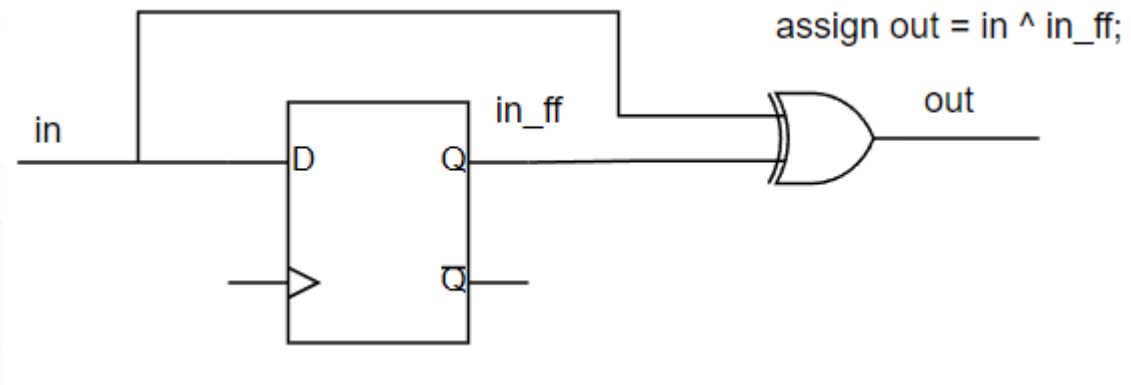 assign out = in ^ in_ff;
in
in_ff
out
D
Q
Q̅